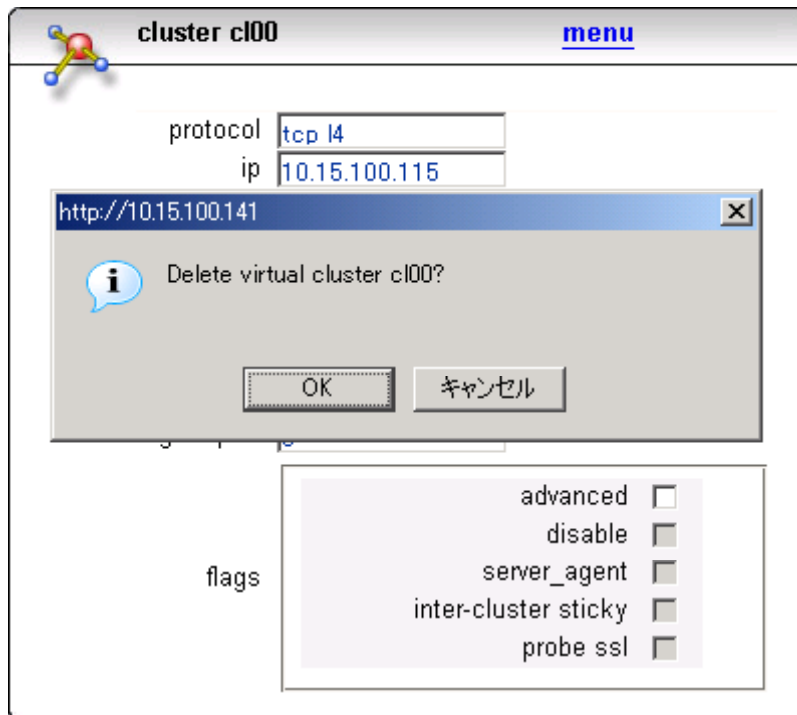 cluster cl00 menu
protocol tcp l4
ip 10.15.100.115
http://10.15.100.141
Delete virtual cluster cl00?
OK キャンセル
advanced
disable
flags server_agent
inter-cluster sticky
probe ssl